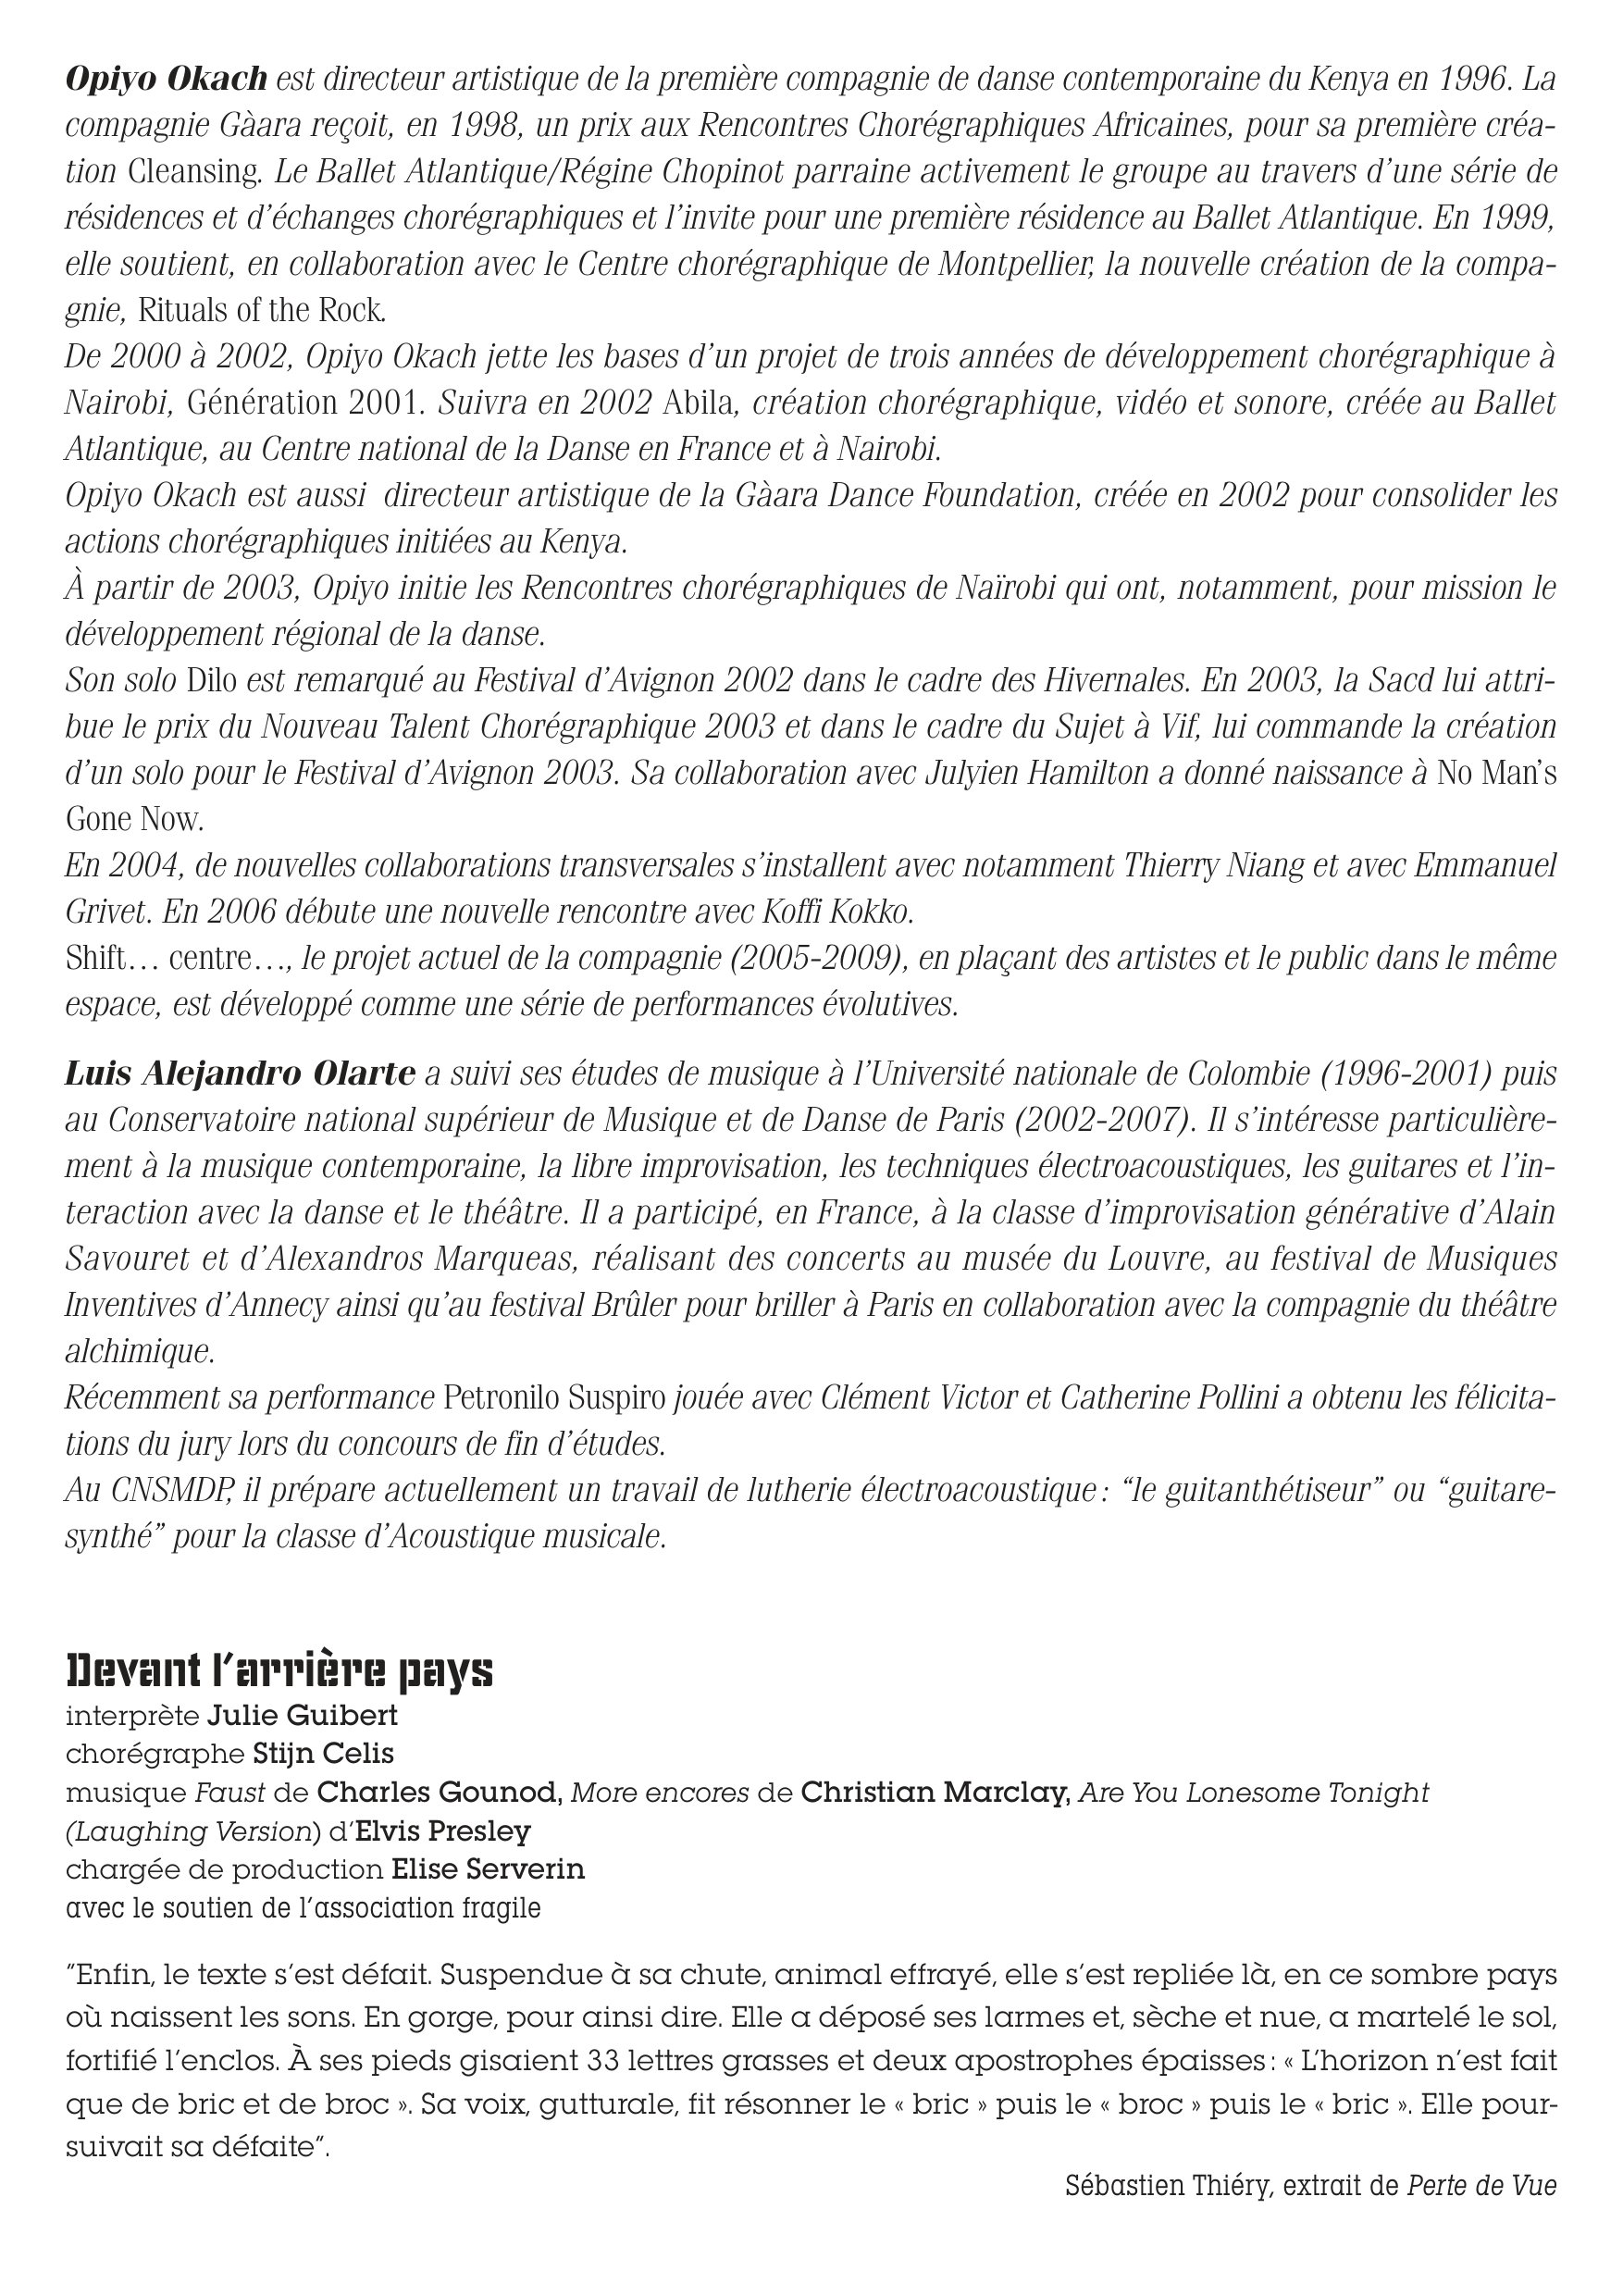 Opiyo Okach est directeur artistique de la première compagnie de danse contemporaine du Kenya en 1996. La
compagnie Gàara reçoit, en 1998, un prix aux Rencontres Chorégraphiques Africaines, pour sa première créa-
tion Cleansing. Le Ballet Atlantique/Régine Chopinot parraine activement le groupe au travers d’une série de
résidences et d’échanges chorégraphiques et l’invite pour une première résidence au Ballet Atlantique. En 1999,
elle soutient, en collaboration avec le Centre chorégraphique de Montpellier, la nouvelle création de la compa-
gnie, Rituals of the Rock.
De 2000 à 2002, Opiyo Okach jette les bases d’un projet de trois années de développement chorégraphique à
Nairobi, Génération 2001. Suivra en 2002 Abila, création chorégraphique, vidéo et sonore, créée au Ballet
Atlantique, au Centre national de la Danse en France et à Nairobi.
Opiyo Okach est aussi  directeur artistique de la Gàara Dance Foundation, créée en 2002 pour consolider les
actions chorégraphiques initiées au Kenya.
À partir de 2003, Opiyo initie les Rencontres chorégraphiques de Naïrobi qui ont, notamment, pour mission le
développement régional de la danse.
Son solo Dilo est remarqué au Festival d’Avignon 2002 dans le cadre des Hivernales. En 2003, la Sacd lui attri-
bue le prix du Nouveau Talent Chorégraphique 2003 et dans le cadre du Sujet à Vif, lui commande la création
d’un solo pour le Festival d’Avignon 2003. Sa collaboration avec Julyien Hamilton a donné naissance à No Man’s
Gone Now.
En 2004, de nouvelles collaborations transversales s’installent avec notamment Thierry Niang et avec Emmanuel
Grivet. En 2006 débute une nouvelle rencontre avec Koffi Kokko.
Shift… centre…, le projet actuel de la compagnie (2005-2009), en plaçant des artistes et le public dans le même
espace, est développé comme une série de performances évolutives.
Luis Alejandro Olarte a suivi ses études de musique à l’Université nationale de Colombie (1996-2001) puis
au Conservatoire national supérieur de Musique et de Danse de Paris (2002-2007). Il s’intéresse particulière-
ment à la musique contemporaine, la libre improvisation, les techniques électroacoustiques, les guitares et l’in-
teraction avec la danse et le théâtre. Il a participé, en France, à la classe d’improvisation générative d’Alain
Savouret et d’Alexandros Marqueas, réalisant des concerts au musée du Louvre, au festival de Musiques
Inventives d’Annecy ainsi qu’au festival Brûler pour briller à Paris en collaboration avec la compagnie du théâtre
alchimique.
Récemment sa performance Petronilo Suspiro jouée avec Clément Victor et Catherine Pollini a obtenu les félicita-
tions du jury lors du concours de fin d’études.
Au CNSMDP, il prépare actuellement un travail de lutherie électroacoustique : “le guitanthétiseur” ou “guitare-
synthé” pour la classe d’Acoustique musicale.
Devant l’arrière pays
interprète Julie Guibert
chorégraphe Stijn Celis
musique Faust de Charles Gounod, More encores de Christian Marclay, Are You Lonesome Tonight
(Laughing Version) d’Elvis Presley
chargée de production Elise Serverin
avec le soutien de l’association fragile
“Enfin, le texte s’est défait. Suspendue à sa chute, animal effrayé, elle s’est repliée là, en ce sombre pays
où naissent les sons. En gorge, pour ainsi dire. Elle a déposé ses larmes et, sèche et nue, a martelé le sol,
fortifié l’enclos. À ses pieds gisaient 33 lettres grasses et deux apostrophes épaisses : « L’horizon n’est fait
que de bric et de broc ». Sa voix, gutturale, fit résonner le « bric » puis le « broc » puis le « bric ». Elle pour-
suivait sa défaite”.
Sébastien Thiéry, extrait de Perte de Vue